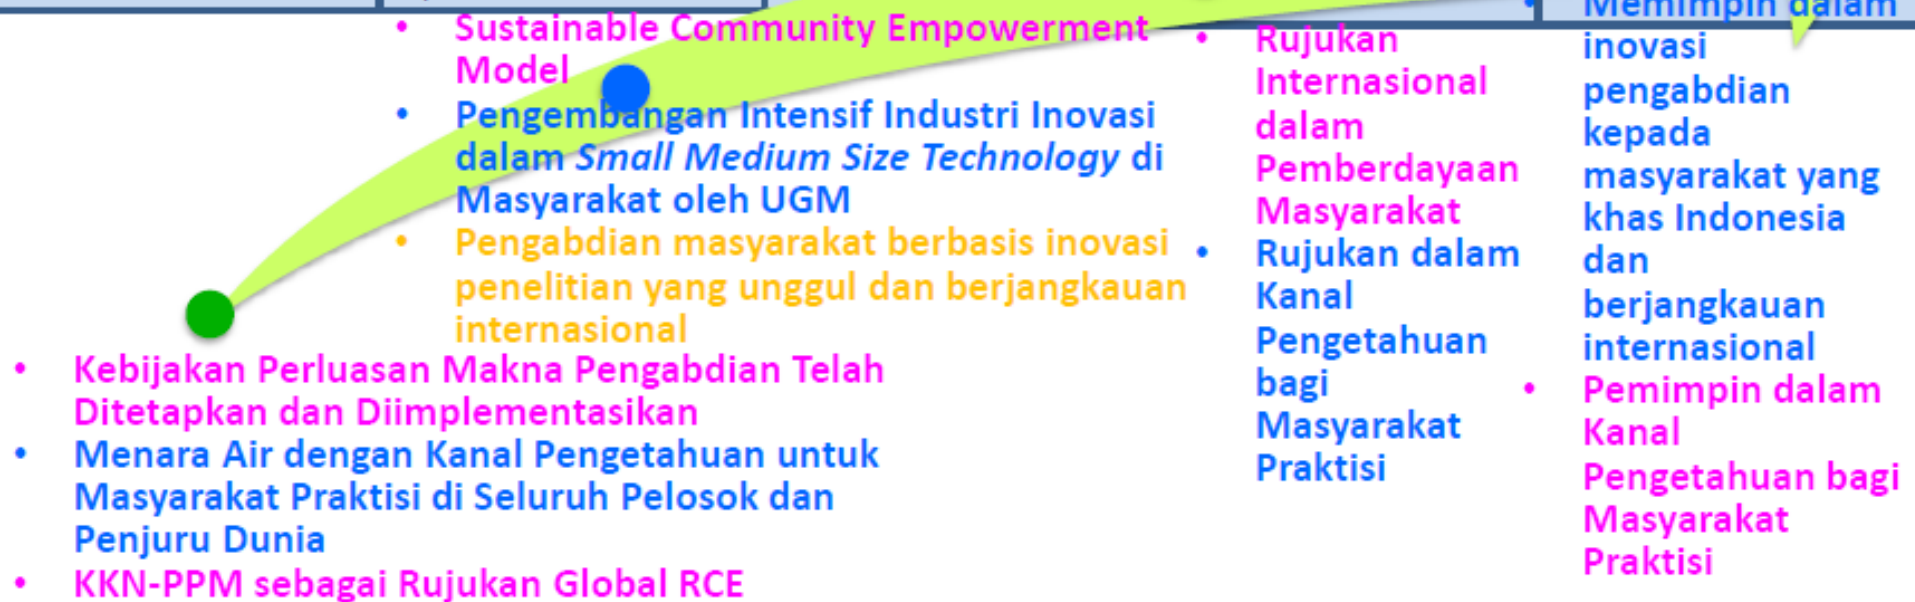 Sustainable Community Empowerment
Model
Pengembangan Intensif Industri Inovasi
dalam Small Medium Size Technology di
Masyarakat oleh UGM
Pengabdian masyarakat berbasis inovasi
penelitian yang unggul dan berjangkauan
internasional
Kebijakan Perluasan Makna Pengabdian Telah
Ditetapkan dan Diimplementasikan
Menara Air dengan Kanal Pengetahuan untuk
Masyarakat Praktisi di Seluruh Pelosok dan
Penjuru Dunia
KKN-PPM sebagai Rujukan Global RCE
Rujukan
Internasional
dalam
Pemberdayaan
Masyarakat
Rujukan dalam
Kanal
Pengetahuan
bagi
Masyarakat
Praktisi
Memimpin dalam
inovasi
pengabdian
kepada
masyarakat yang
khas Indonesia
dan
berjangkauan
internasional
Pemimpin dalam
Kanal
Pengetahuan bagi
Masyarakat
Praktisi